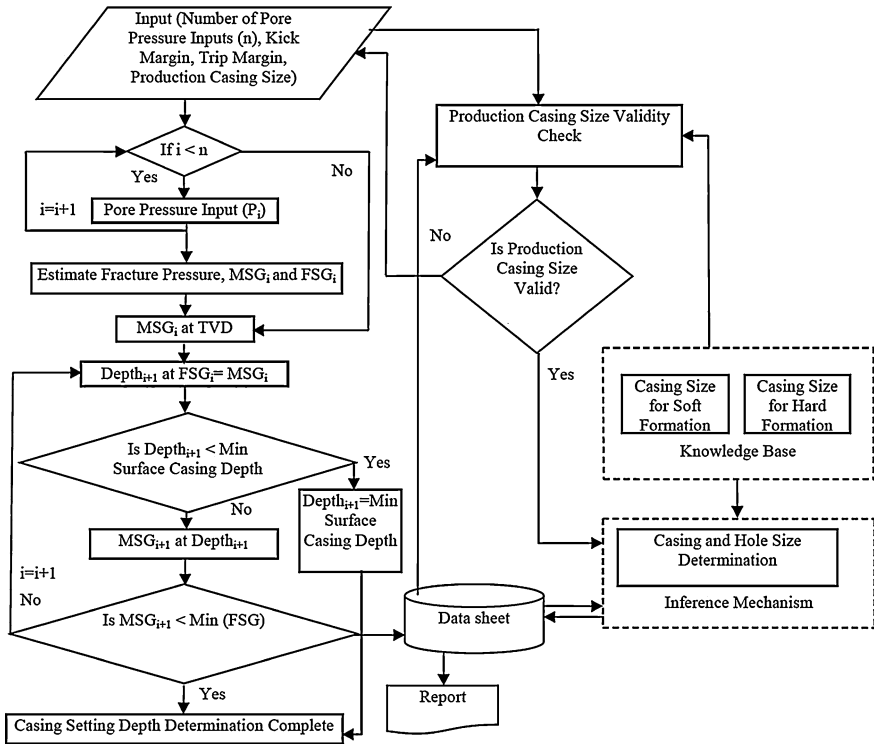 Input (Number of Pore
Pressure Inputs (n), Kick
Margin, Trip Margin,
Production Casing Size)
If i < n
Yes
No
i=i+1
Pore Pressure Input (Pᵢ)
Estimate Fracture Pressure, MSGᵢ and FSGᵢ
MSGᵢ at TVD
Depthᵢ₊₁ at FSGᵢ= MSGᵢ
Is Depthᵢ₊₁ < Min
Surface Casing Depth
Yes
No
Depthᵢ₊₁=Min
Surface
Casing Depth
MSGᵢ₊₁ at Depthᵢ₊₁
i=i+1
No
Is MSGᵢ₊₁ < Min (FSG)
Yes
Casing Setting Depth Determination Complete
Production Casing Size Validity
Check
No
Is Production
Casing Size
Valid?
Yes
Casing Size
for Soft
Formation
Casing Size
for Hard
Formation
Knowledge Base
Casing and Hole Size
Determination
Inference Mechanism
Data sheet
Report